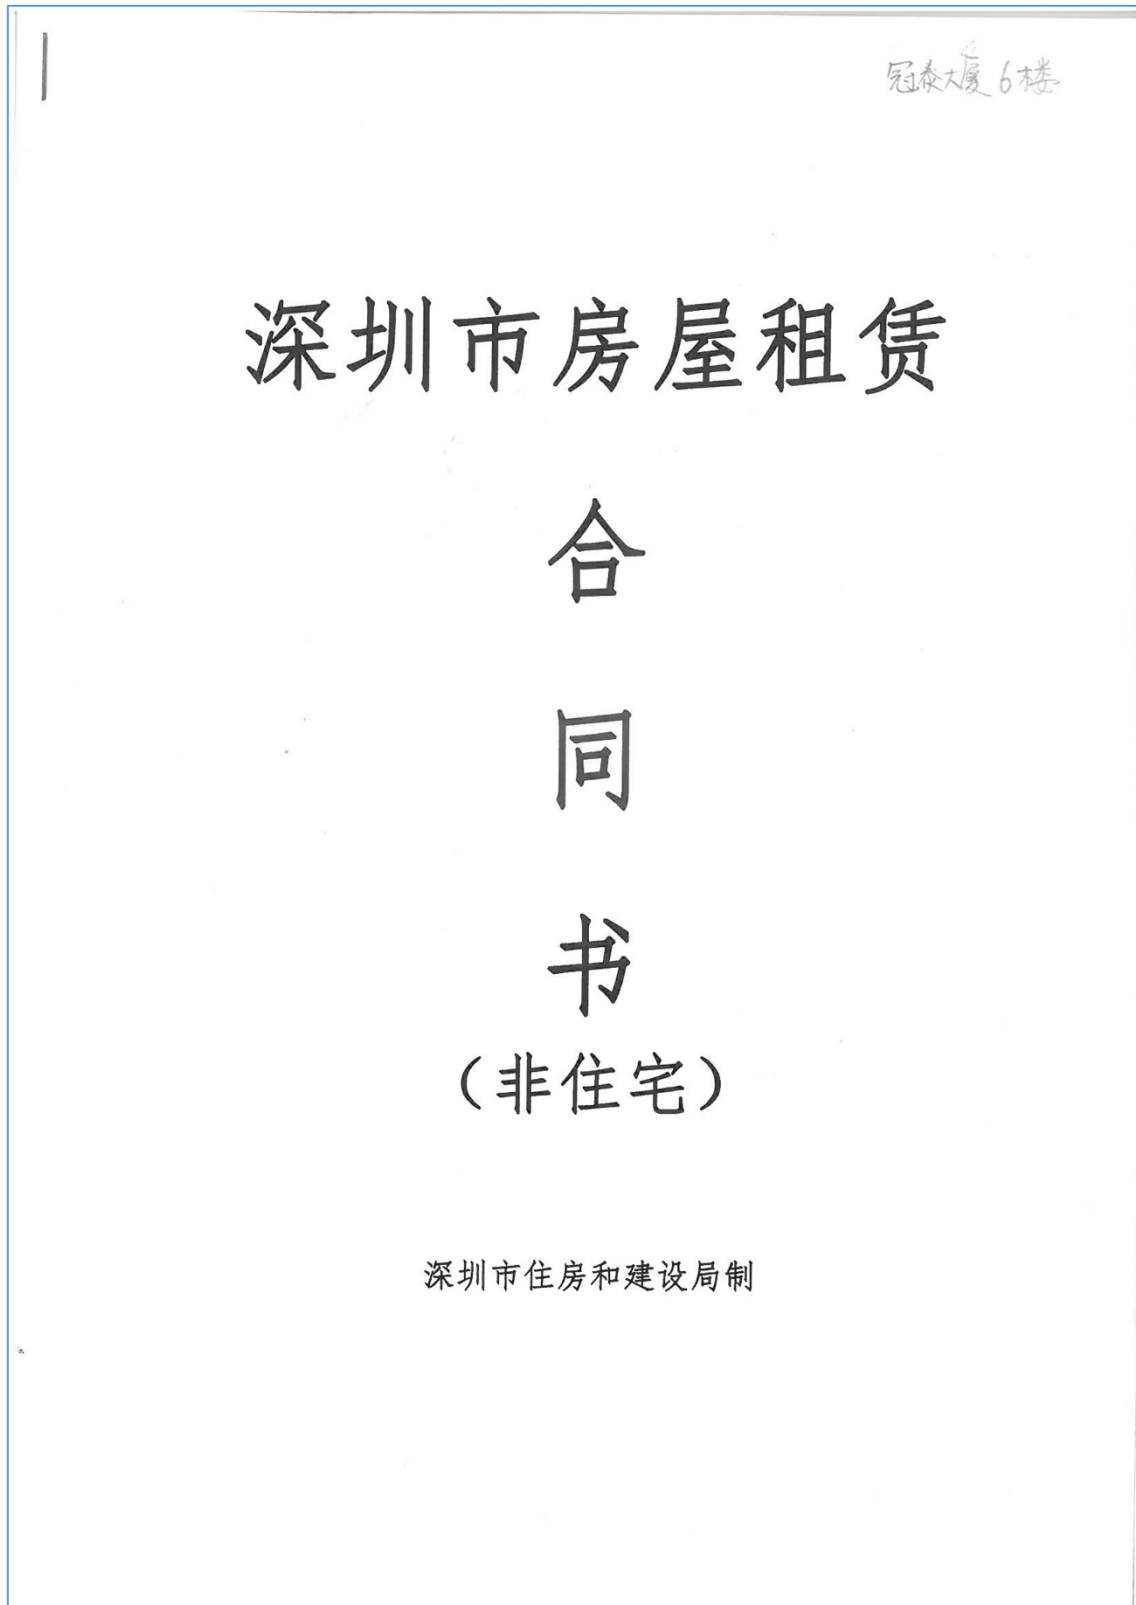 冠泰大厦6楼
深圳市房屋租赁
合
同
书
（非住宅）
深圳市住房和建设局制